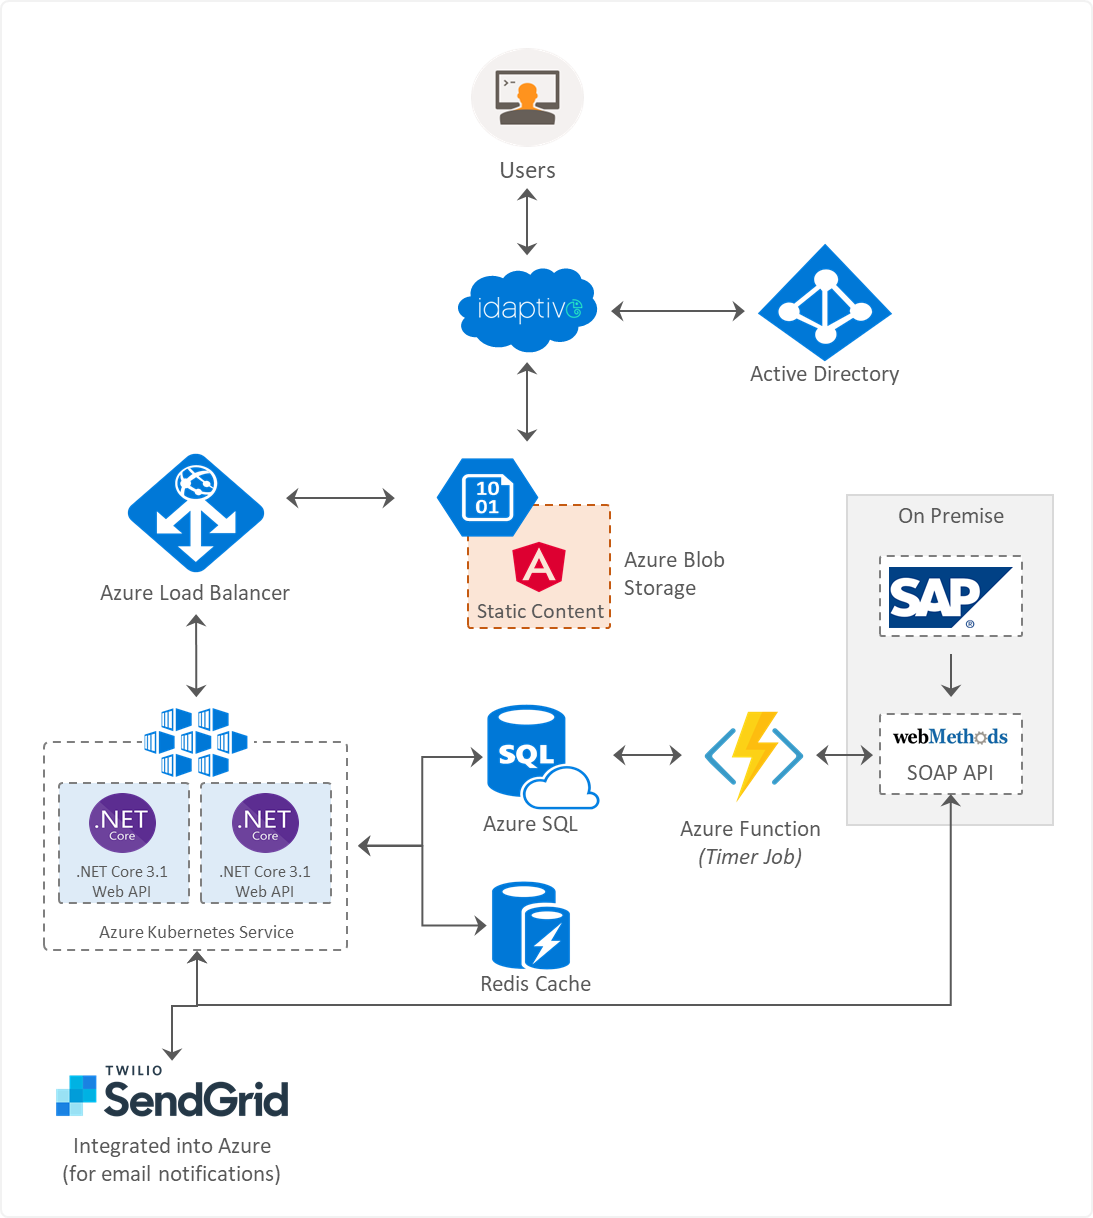 >-
Users
idaptive
Active Directory
10
01
Azure Load Balancer
Static Content
Azure Blob
Storage
On Premise
SAP
®
webMethods
SOAP API
SQL
Azure SQL
Azure Function
(Timer Job)
.NET
Core
.NET Core 3.1
Web API
.NET
Core
.NET Core 3.1
Web API
Azure Kubernetes Service
Redis Cache
TWILIO
SendGrid
Integrated into Azure
(for email notifications)